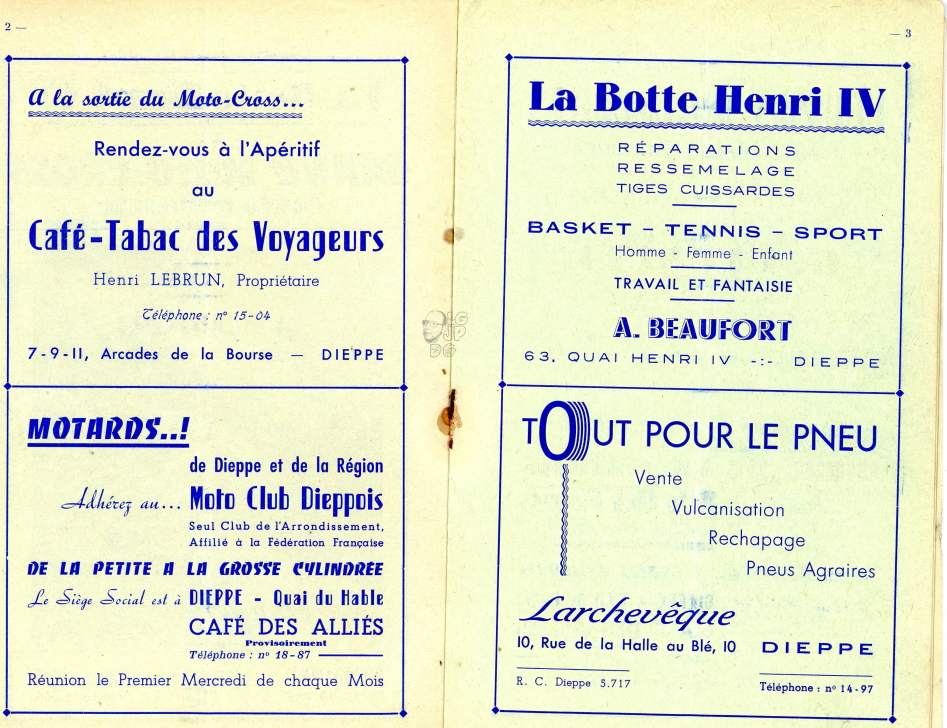 2 —
A la sortie du Moto-Cross...
Rendez-vous à l'Apéritif
au
Café-Tabac des Voyageurs
Henri LEBRUN, Propriétaire
Téléphone : nº 15-04
7-9-11, Arcades de la Bourse — DIEPPE
MOTARDS..!
de Dieppe et de la Région
Adhérez au... Moto Club Dieppois
Seul Club de l'Arrondissement,
Affilié à la Fédération Française
DE LA PETITE A LA GROSSE CYLINDRÉE
Le Siège Social est à DIEPPE - Quai du Hable
CAFÉ DES ALLIÉS
Provisoirement
Téléphone : nº 18-87
Réunion le Premier Mercredi de chaque Mois
— 3
La Botte Henri IV
RÉPARATIONS
RESSEMELAGE
TIGES CUISSARDES
BASKET - TENNIS - SPORT
Homme - Femme - Enfant
TRAVAIL ET FANTAISIE
A. BEAUFORT
63, QUAI HENRI IV -:- DIEPPE
TOUT POUR LE PNEU
Vente
Vulcanisation
Rechapage
Pneus Agraires
Larchevêque
10, Rue de la Halle au Blé, 10 DIEPPE
R. C. Dieppe 5.717
Téléphone : nº 14-97
LG
JP
DG